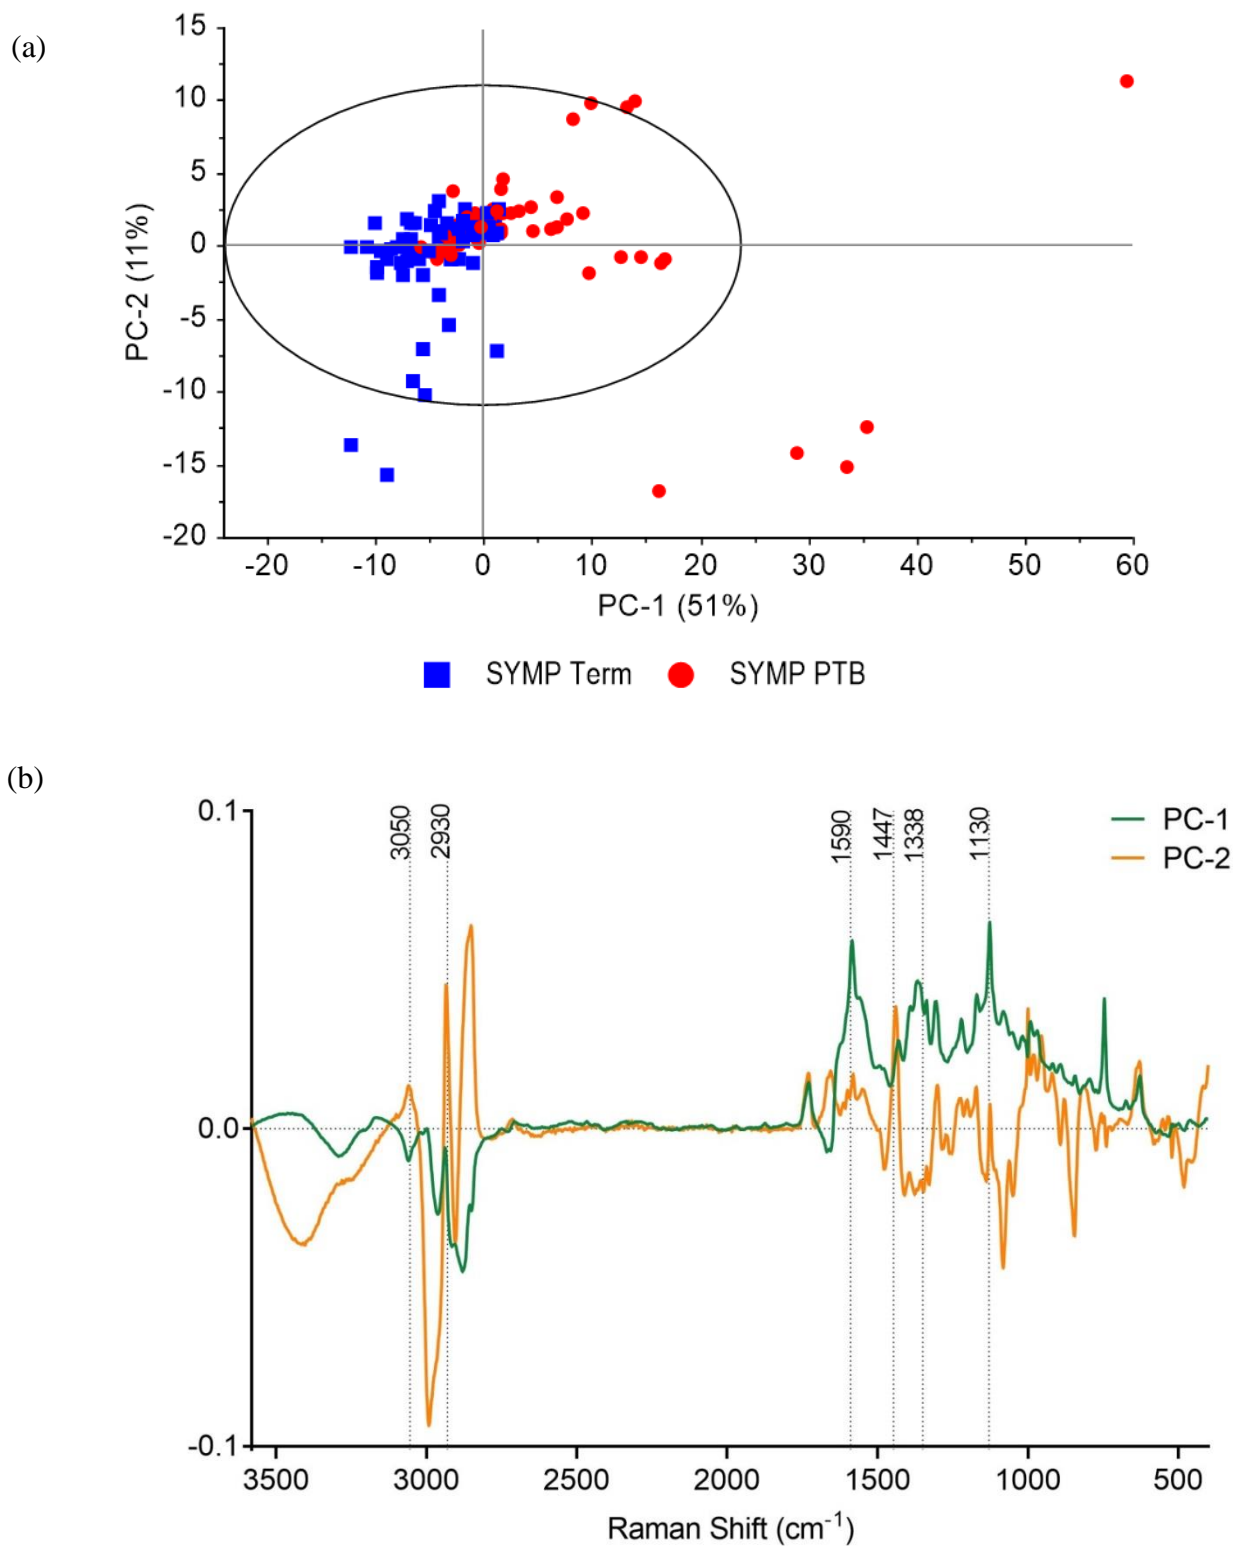 (a)
15
10
5
0
-5
-10
-15
-20
PC-2 (11%)
-20 -10 0 10 20 30 40 50 60
PC-1 (51%)
SYMP Term SYMP PTB
(b)
0.1
0.0
-0.1
3050 2930 1590 1447 1338 1130
PC-1
PC-2
3500 3000 2500 2000 1500 1000 500
Raman Shift (cm⁻¹)